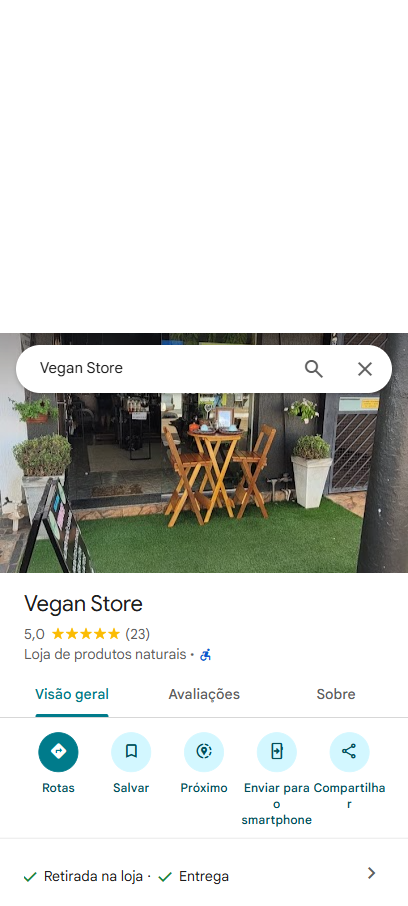 Vegan Store
Vegan Store
5,0 (23)
Loja de produtos naturais ·
Visão geral Avaliações Sobre
Rotas Salvar Próximo Enviar para o smartphone Compartilhar
Retirada na loja · Entrega